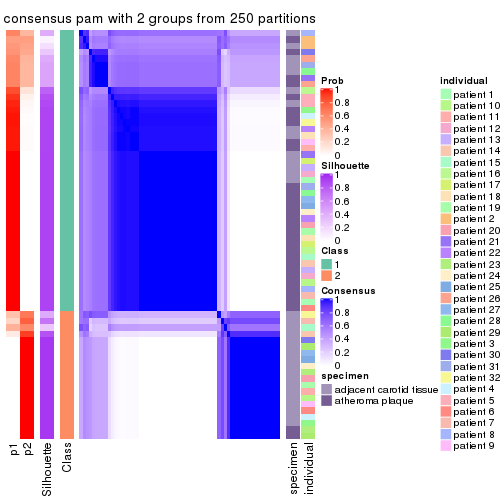 consensus pam with 2 groups from 250 partitions
Prob
1
0.8
0.6
0.4
0.2
0
Silhouette
1
0.8
0.6
0.4
0.2
0
Class
1
2
Consensus
1
0.8
0.6
0.4
0.2
0
specimen
adjacent carotid tissue
atheroma plaque
individual
patient 1
patient 10
patient 11
patient 12
patient 13
patient 14
patient 15
patient 16
patient 17
patient 18
patient 19
patient 2
patient 20
patient 21
patient 22
patient 23
patient 24
patient 25
patient 26
patient 27
patient 28
patient 29
patient 3
patient 30
patient 31
patient 32
patient 4
patient 5
patient 6
patient 7
patient 8
patient 9
p1
p2
Silhouette
Class
specimen
individual